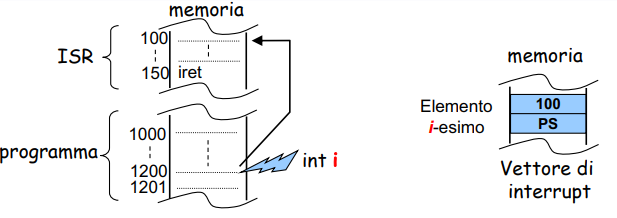 memoria
ISR
100
150 iret
programma
1000
1200
1201
int i
memoria
Elemento
i-esimo
100
PS
Vettore di
interrupt